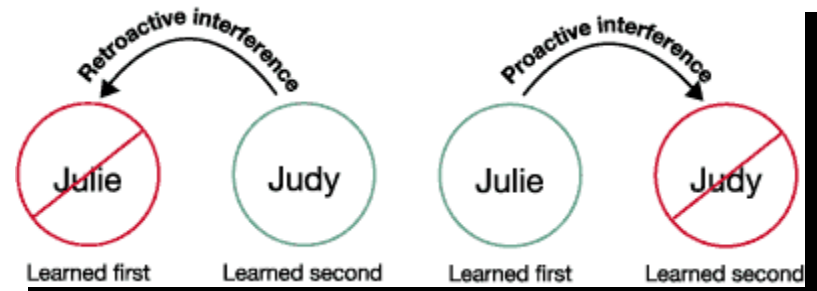 Retroactive interference
Proactive interference
Julie
Judy
Julie
Judy
Learned first
Learned second
Learned first
Learned second